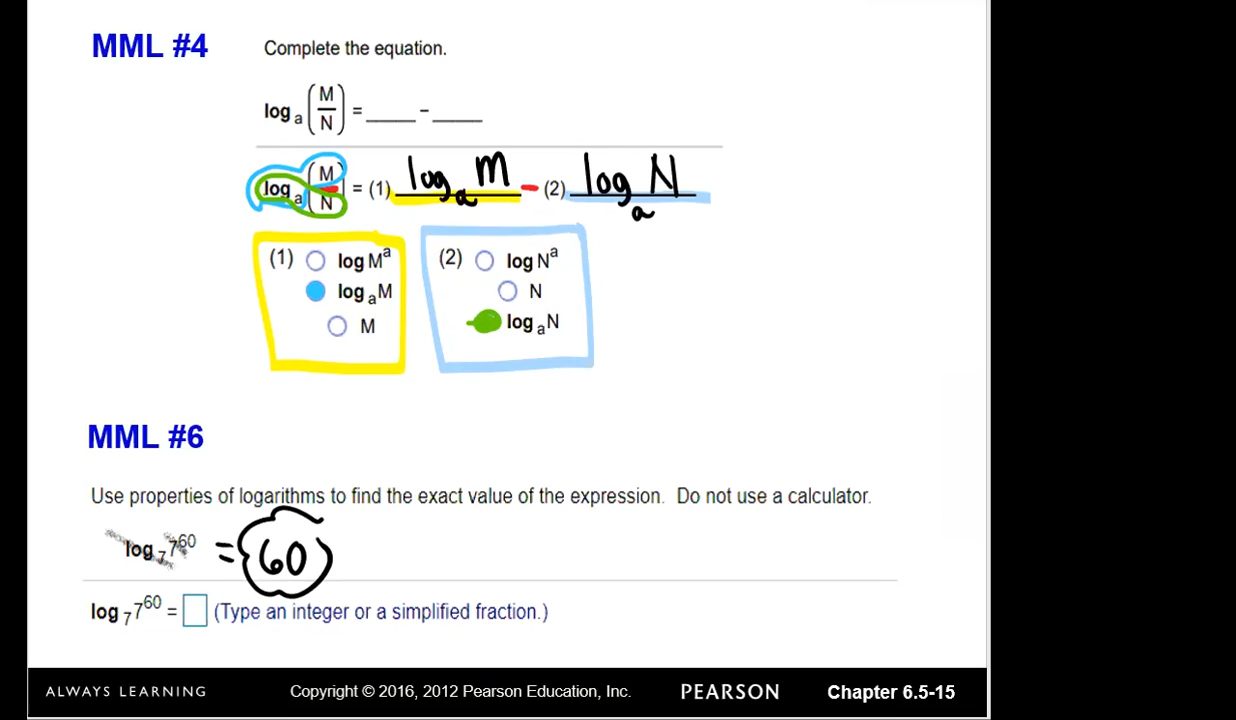 MML #4
Complete the equation.
log a (M/N) = ____ - ____
log a (M/N) = (1) log a M - (2) log a N
(1) log M^a (2) log N^a
log a M N
M log a N
MML #6
Use properties of logarithms to find the exact value of the expression. Do not use a calculator.
log 7 7^60 = 60
log 7 7^60 = (Type an integer or a simplified fraction.)
ALWAYS LEARNING Copyright © 2016, 2012 Pearson Education, Inc. PEARSON Chapter 6.5-15